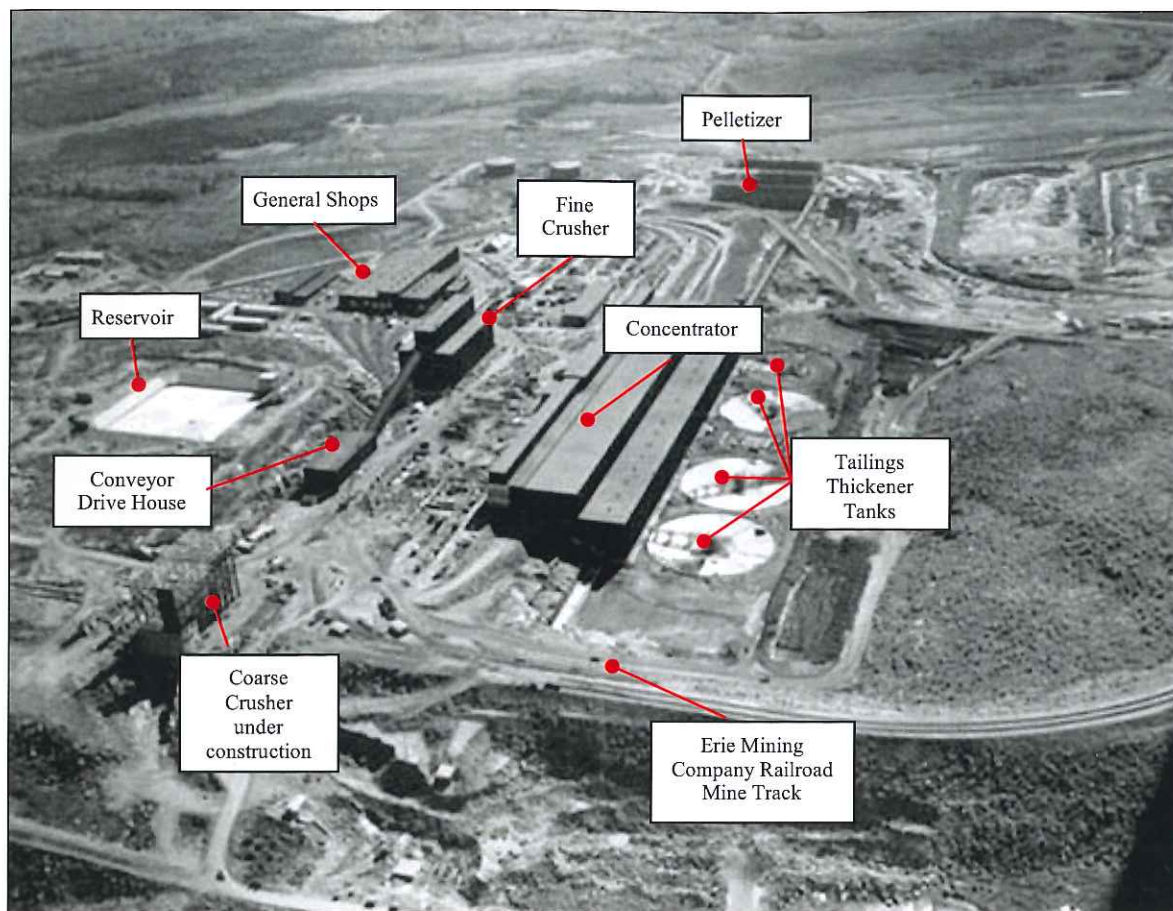 Pelletizer
General Shops
Fine
Crusher
Reservoir
Concentrator
Conveyor
Drive House
Tailings
Thickener
Tanks
Coarse
Crusher
under
construction
Erie Mining
Company Railroad
Mine Track